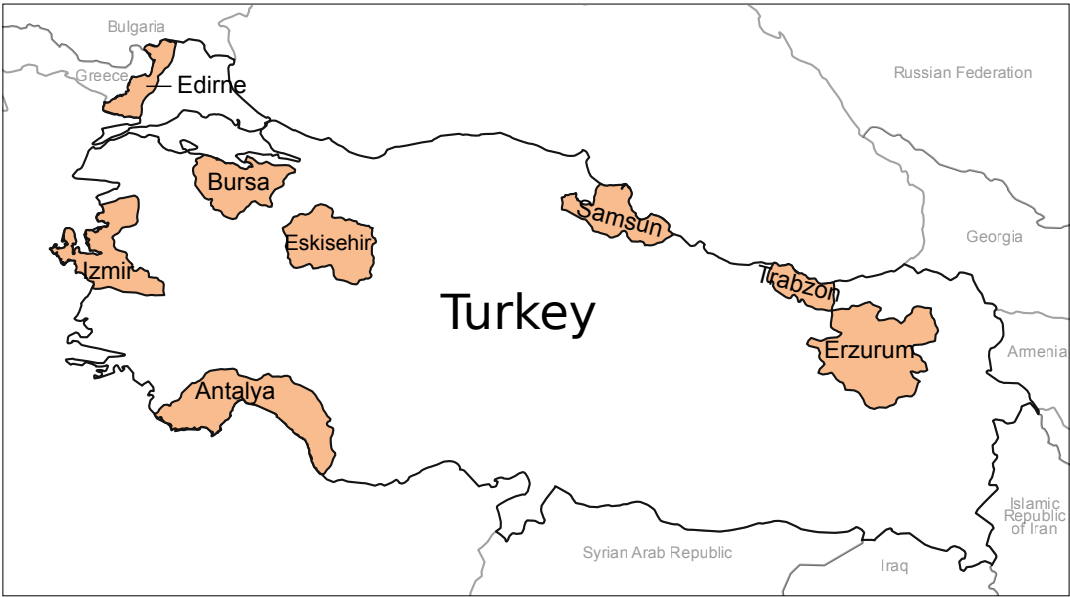 Bulgaria
Greece
Edirne
Russian Federation
Bursa
Samsun
Eskisehir
Georgia
Izmir
Trabzon
Turkey
Erzurum
Armenia
Antalya
Islamic
Republic
of Iran
Syrian Arab Republic
Iraq